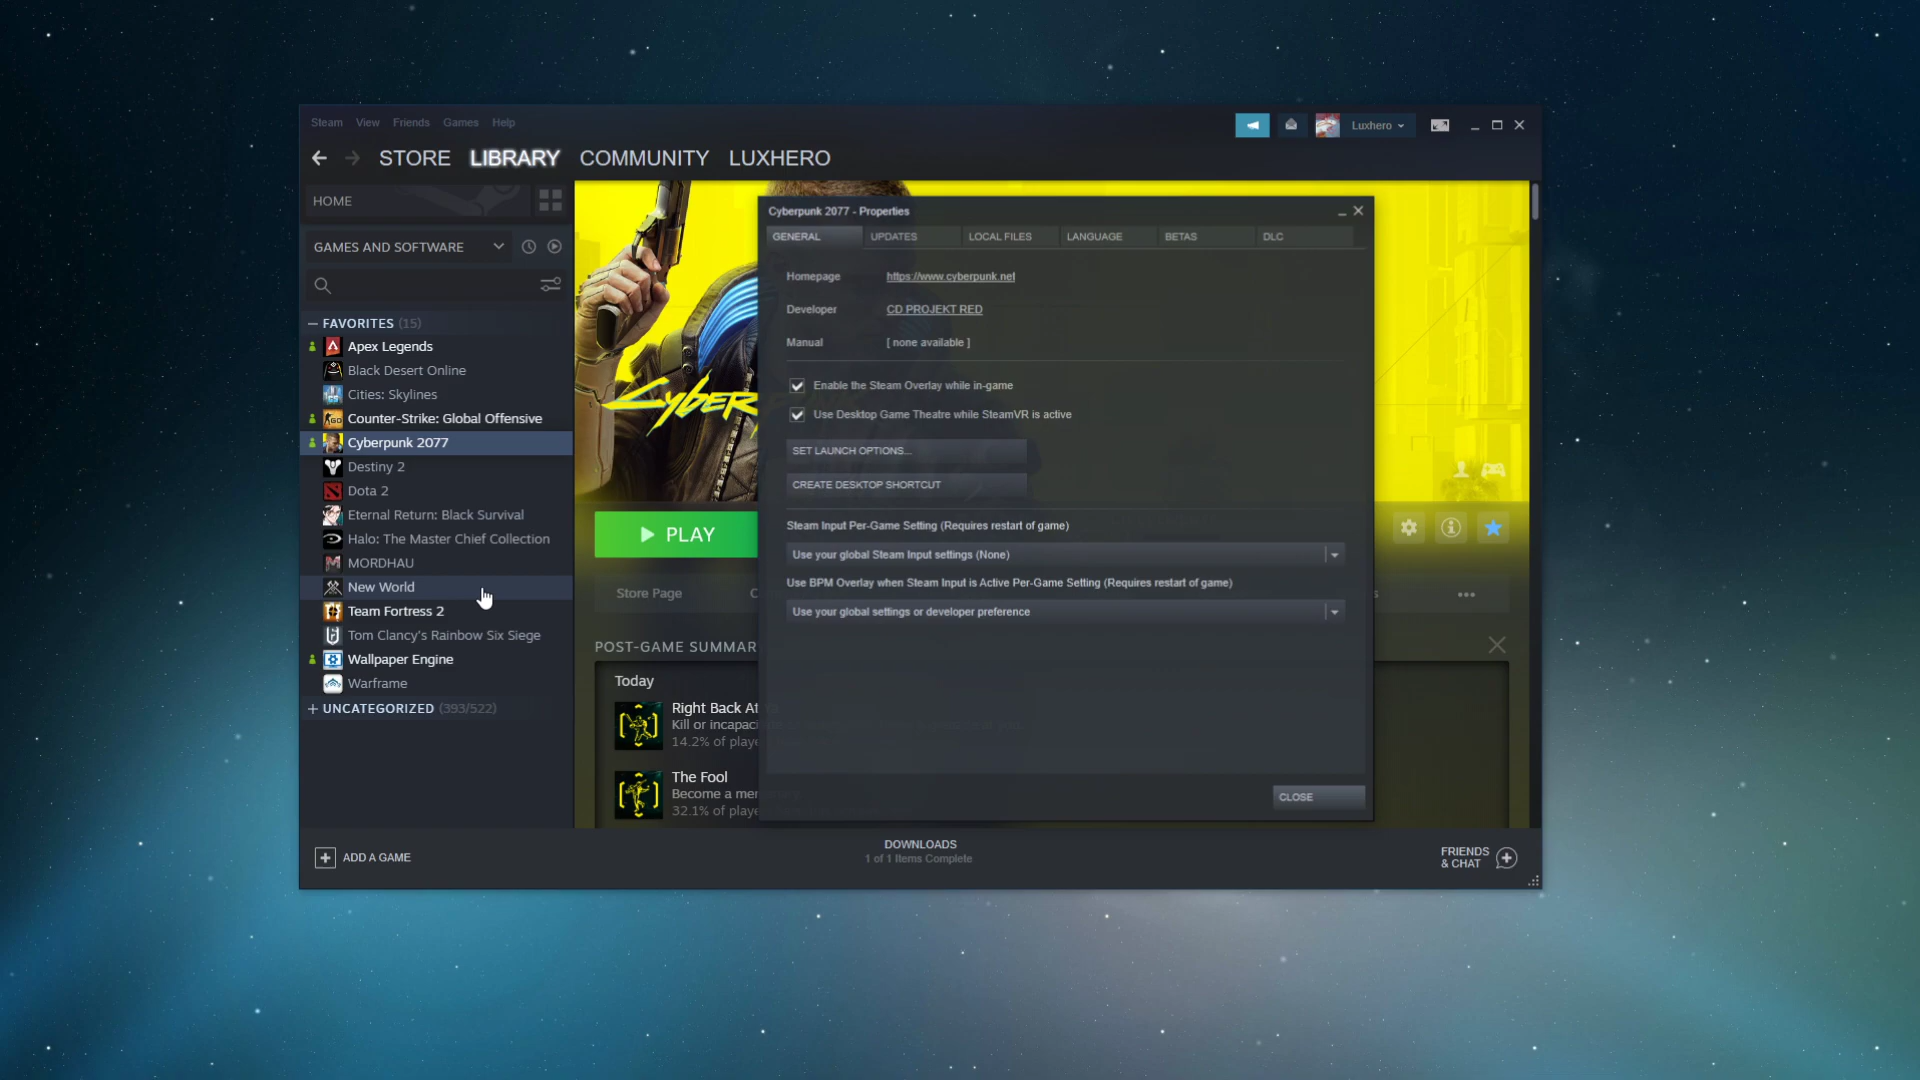 Steam View Friends Games Help
Luxhero
STORE LIBRARY COMMUNITY LUXHERO
HOME
GAMES AND SOFTWARE
FAVORITES (15)
Apex Legends
Black Desert Online
Cities: Skylines
Counter-Strike: Global Offensive
Cyberpunk 2077
Destiny 2
Dota 2
Eternal Return: Black Survival
Halo: The Master Chief Collection
MORDHAU
New World
Team Fortress 2
Tom Clancy's Rainbow Six Siege
Wallpaper Engine
Warframe
UNCATEGORIZED (393/522)
PLAY
Store Page
POST-GAME SUMMAR
Today
Right Back At
Kill or incapaci
14.2% of playe
The Fool
Become a mercenary
32.1% of playe
Cyberpunk 2077 - Properties
GENERAL UPDATES LOCAL FILES LANGUAGE BETAS DLC
Homepage https://www.cyberpunk.net
Developer CD PROJEKT RED
Manual [ none available ]
Enable the Steam Overlay while in-game
Use Desktop Game Theatre while SteamVR is active
SET LAUNCH OPTIONS...
CREATE DESKTOP SHORTCUT
Steam Input Per-Game Setting (Requires restart of game)
Use your global Steam Input settings (None)
Use BPM Overlay when Steam Input is Active Per-Game Setting (Requires restart of game)
Use your global settings or developer preference
CLOSE
ADD A GAME
DOWNLOADS
1 of 1 Items Complete
FRIENDS
& CHAT